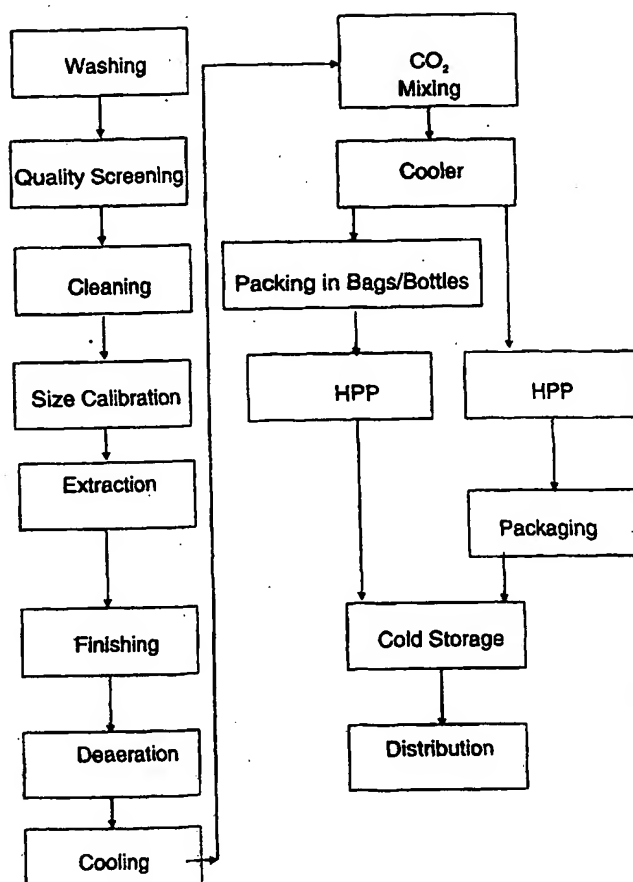 Washing
Quality Screening
Cleaning
Size Calibration
Extraction
Finishing
Deaeration
Cooling
CO₂
Mixing
Cooler
Packing in Bags/Bottles
HPP
HPP
Packaging
Cold Storage
Distribution